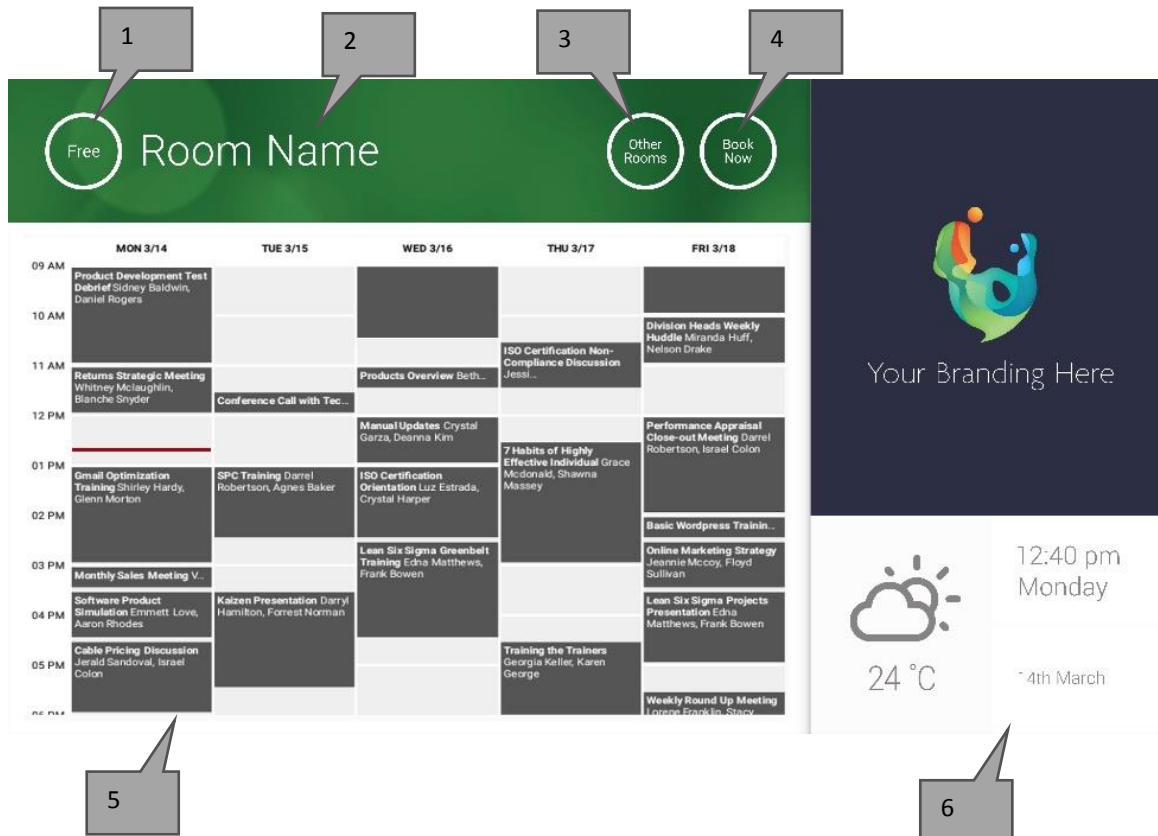 1
2
3
4
Free
Room Name
Other
Rooms
Book
Now
MON 3/14
TUE 3/15
WED 3/16
THU 3/17
FRI 3/18
09 AM
10 AM
11 AM
12 PM
01 PM
02 PM
03 PM
04 PM
05 PM
06 PM
Product Development Test
Debrief Sidney Baldwin,
Daniel Rogers
Returns Strategic Meeting
Whitney Mclaughlin,
Blanche Snyder
Gmail Optimization
Training Shirley Hardy,
Glenn Morton
Monthly Sales Meeting V...
Software Product
Simulation Emmett Love,
Aaron Rhodes
Cable Pricing Discussion
Jerald Sandoval, Israel
Colon
Conference Call with Tec...
SPC Training Darrel
Robertson, Agnes Baker
Kaizen Presentation Darryl
Hamilton, Forrest Norman
Products Overview Beth...
Manual Updates Crystal
Garza, Deanna Kim
ISO Certification
Orientation Luz Estrada,
Crystal Harper
Lean Six Sigma Greenbelt
Training Edna Matthews,
Frank Bowen
ISO Certification Non-
Compliance Discussion
Jessi...
7 Habits of Highly
Effective Individual Grace
Mcdonald, Shawna
Massey
Training the Trainers
Georgia Keller, Karen
George
Division Heads Weekly
Huddle Miranda Huff,
Nelson Drake
Performance Appraisal
Close-out Meeting Darrel
Robertson, Israel Colon
Basic Wordpress Trainin...
Online Marketing Strategy
Jeannie Mccoy, Floyd
Sullivan
Lean Six Sigma Projects
Presentation Edna
Matthews, Frank Bowen
Weekly Round Up Meeting
Lorene Franklin, Stacy
Your Branding Here
12:40 pm
Monday
24 °C
14th March
5
6